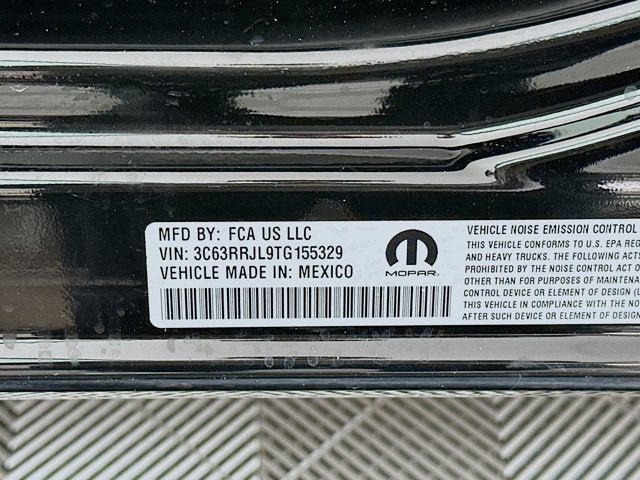 MFD BY: FCA US LLC
VIN: 3C63RRJL9TG155329
VEHICLE MADE IN: MEXICO
MOPAR.
VEHICLE NOISE EMISSION CONTROL
THIS VEHICLE CONFORMS TO U.S. EPA REG
AND HEAVY TRUCKS. THE FOLLOWING ACTS
PROHIBITED BY THE NOISE CONTROL ACT O
OTHER THAN FOR PURPOSES OF MAINTENA
CONTROL DEVICE OR ELEMENT OF DESIGN (L
THIS VEHICLE IN COMPLIANCE WITH THE NO
AFTER SUCH DEVICE OR ELEMENT OF DESIGN